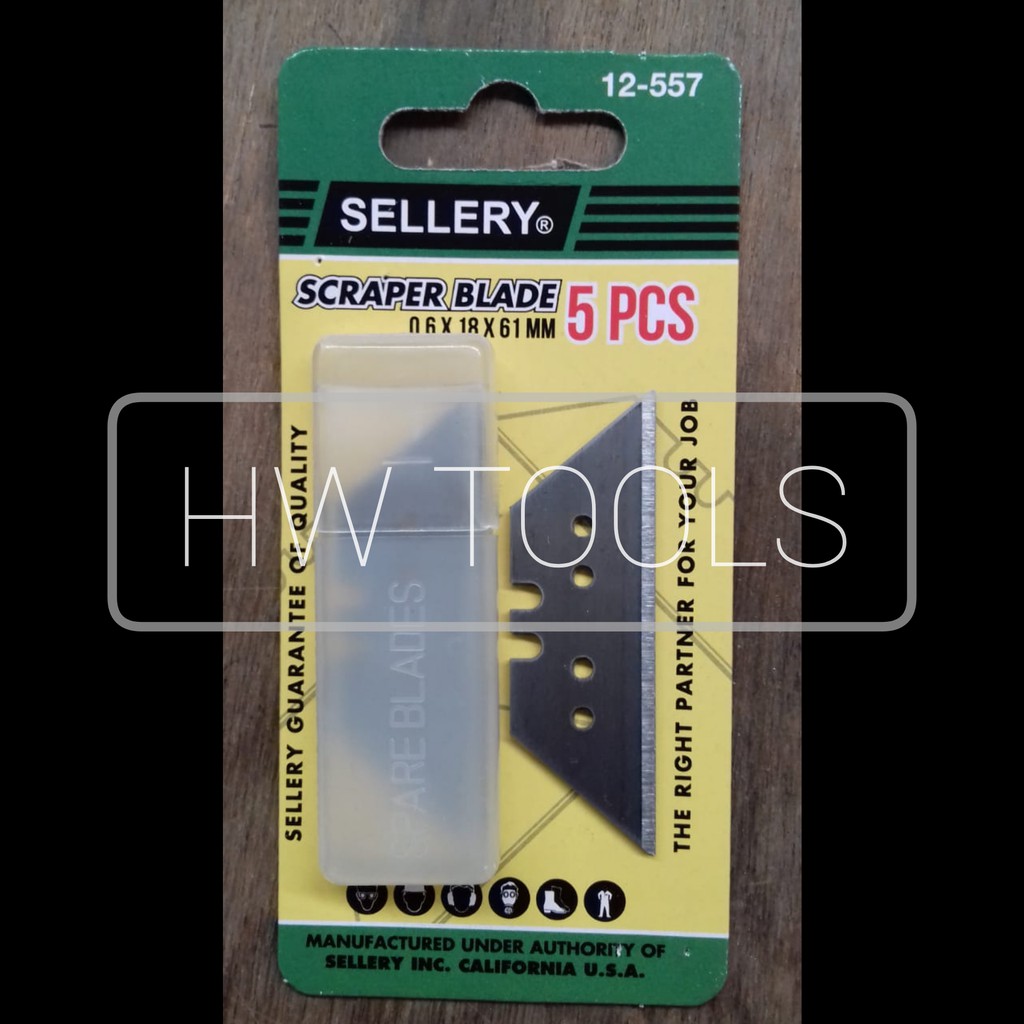 12-557
SELLERY®
SCRAPER BLADE 5 PCS
0.6 X 18 X 61 MM
SELLERY GUARANTEE OF QUALITY
HW TOOLS
ARE BLADES
THE RIGHT PARTNER FOR YOUR JOB
MANUFACTURED UNDER AUTHORITY OF
SELLERY INC. CALIFORNIA U.S.A.